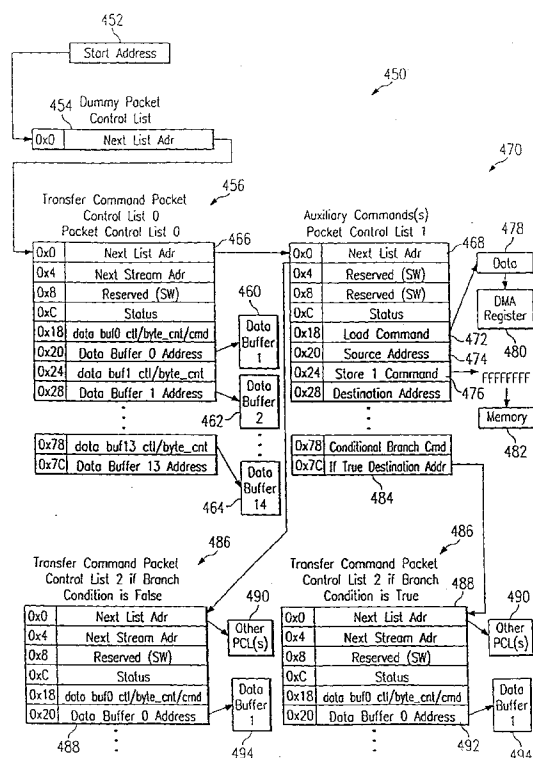 452
Start Address
450
Dummy Packet
Control List
454
0x0 Next List Adr
470
456
Transfer Command Packet
Control List 0
Packet Control List 0
466
0x0 Next List Adr
0x4 Next Stream Adr
0x8 Reserved (SW)
0xC Status
0x18 data buf0 ctl/byte_cnt/cmd
0x20 Data Buffer 0 Address
0x24 data buf1 ctl/byte_cnt
0x28 Data Buffer 1 Address
0x78 data buf13 ctl/byte_cnt
0x7C Data Buffer 13 Address
460
Data
Buffer
1
Data
Buffer
2
462
Data
Buffer
14
464
Auxiliary Commands(s)
Packet Control List 1
468
0x0 Next List Adr
0x4 Reserved (SW)
0x8 Reserved (SW)
0xC Status
0x18 Load Command
0x20 Source Address
0x24 Store 1 Command
0x28 Destination Address
0x78 Conditional Branch Cmd
0x7C If True Destination Addr
484
478
Data
DMA
Register
480
472
474
476
FFFFFFFF
Memory
482
486
Transfer Command Packet
Control List 2 if Branch
Condition is False
0x0 Next List Adr
0x4 Next Stream Adr
0x8 Reserved (SW)
0xC Status
0x18 data buf0 ctl/byte_cnt/cmd
0x20 Data Buffer 0 Address
488
490
Other
PCL(s)
Data
Buffer
1
494
486
Transfer Command Packet
Control List 2 if Branch
Condition is True
488
0x0 Next List Adr
0x4 Next Stream Adr
0x8 Reserved (SW)
0xC Status
0x18 data buf0 ctl/byte_cnt/cmd
0x20 Data Buffer 0 Address
492
490
Other
PCL(s)
Data
Buffer
1
494